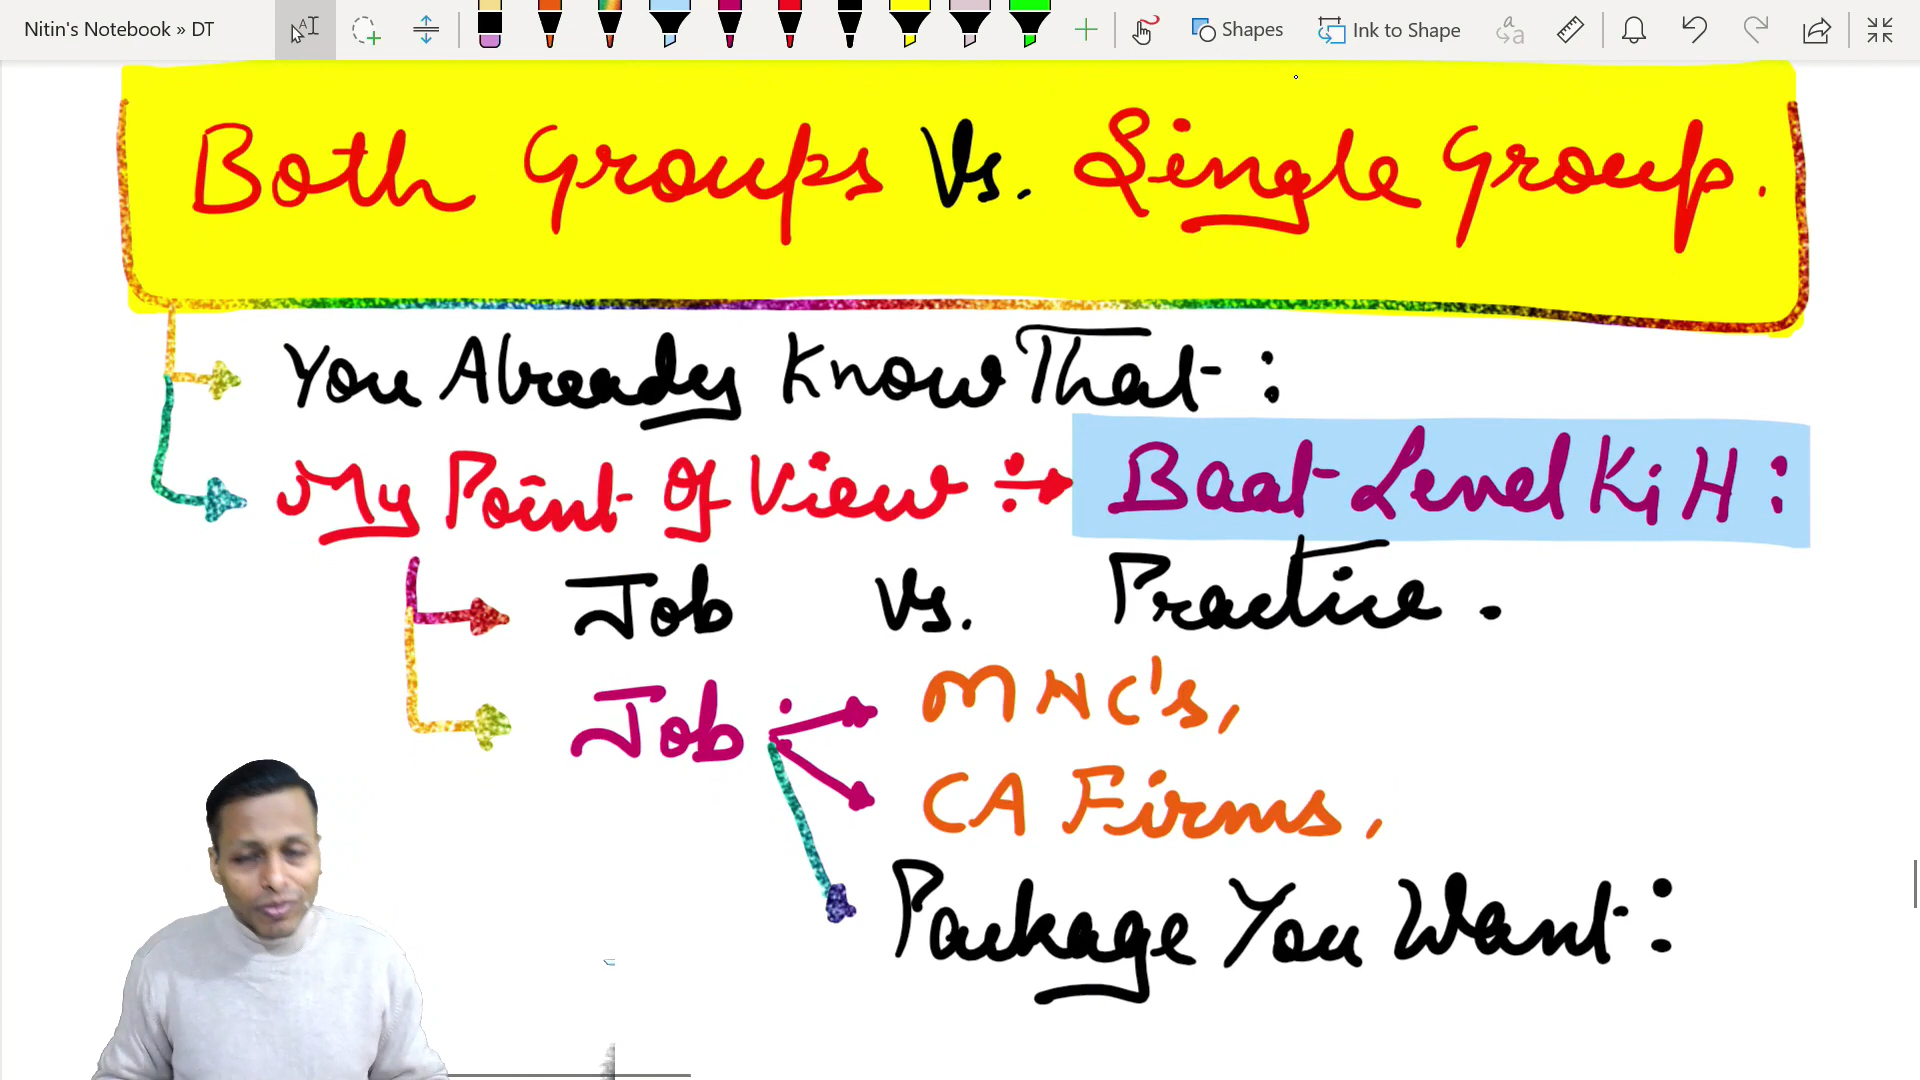 Nitin's Notebook » DT
Shapes
Ink to Shape
Both Groups Vs. Single Group.
You Already Know That :
My Point Of View ÷→ Baat Level Ki H :
Job Vs. Practice.
Job : MNC's,
CA Firms,
Package You Want :